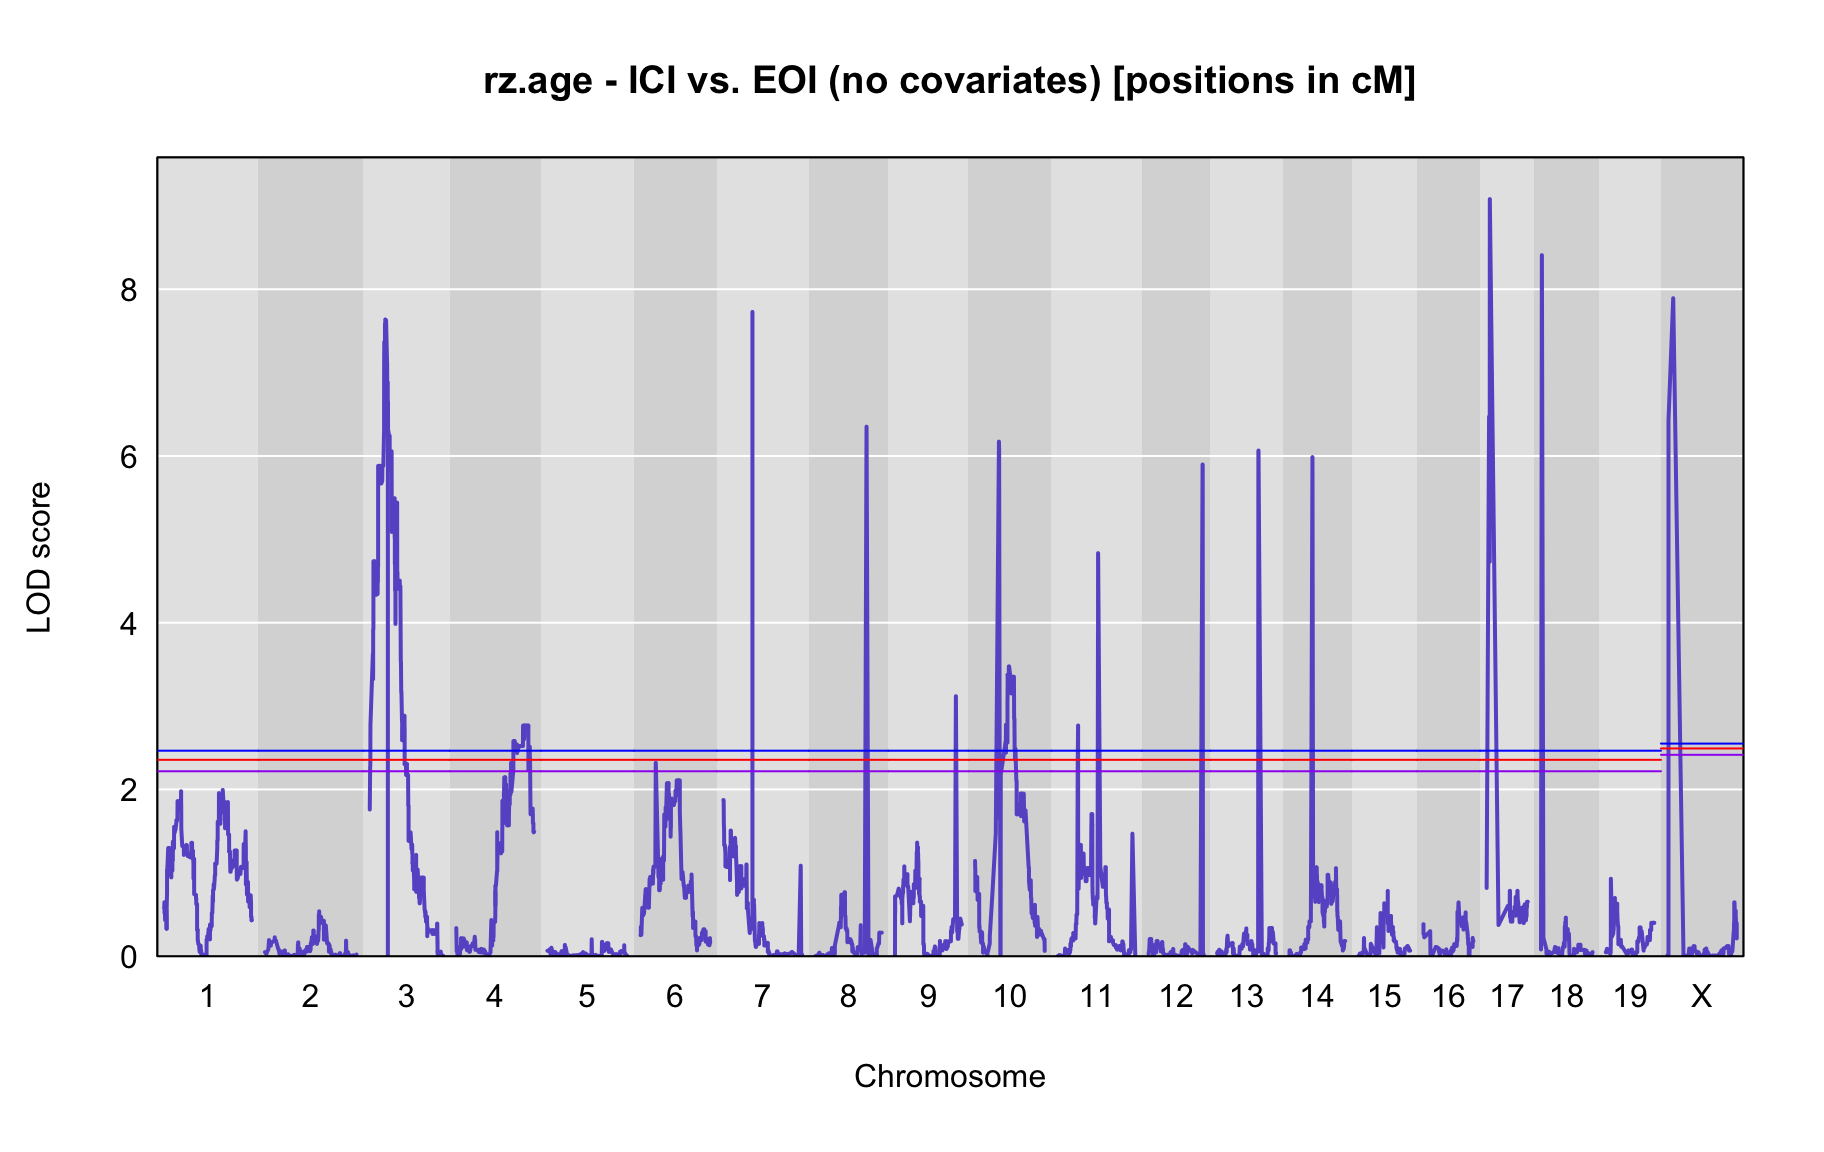 rz.age - ICI vs. EOI (no covariates) [positions in cM]
LOD score
8
6
4
2
0
1 2 3 4 5 6 7 8 9 10 11 12 13 14 15 16 17 18 19 X
Chromosome